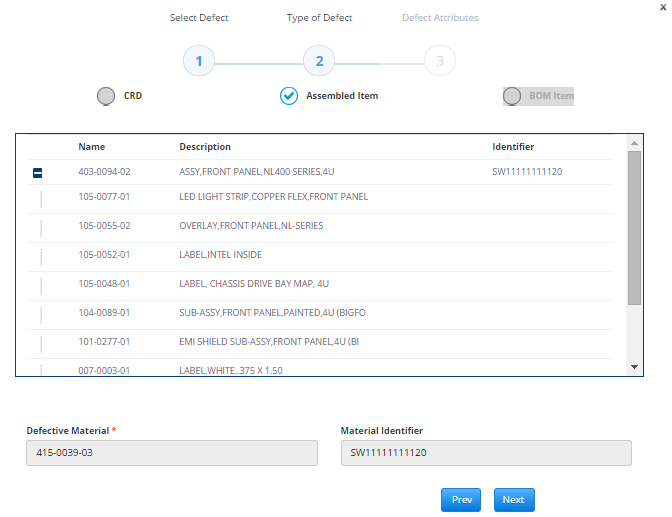 Select Defect Type of Defect Defect Attributes
1 2 3
CRD Assembled Item BOM Item
Name Description Identifier
403-0094-02 ASSY,FRONT PANEL,NL400 SERIES,4U SW11111111120
105-0077-01 LED LIGHT STRIP,COPPER FLEX,FRONT PANEL
105-0055-02 OVERLAY,FRONT PANEL,NL-SERIES
105-0052-01 LABEL,INTEL INSIDE
105-0048-01 LABEL, CHASSIS DRIVE BAY MAP, 4U
104-0089-01 SUB-ASSY,FRONT PANEL,PAINTED,4U (BIGFO
101-0277-01 EMI SHIELD SUB-ASSY,FRONT PANEL,4U (BI
007-0003-01 LABEL,WHITE,.375 X 1.50
Defective Material * Material Identifier
415-0039-03 SW11111111120
Prev Next